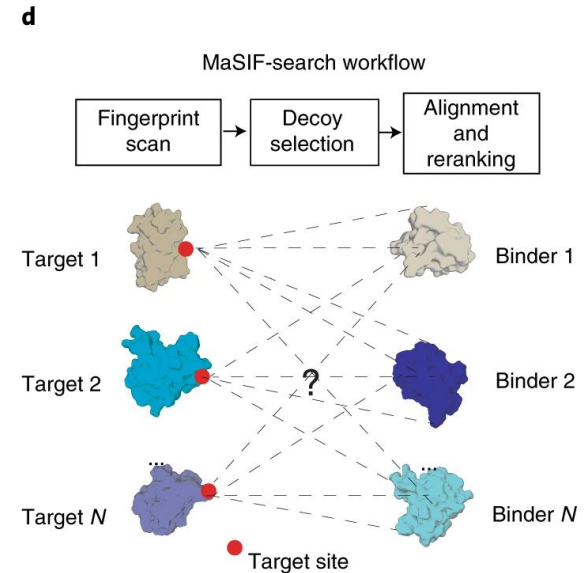 d
MaSIF-search workflow
Fingerprint
scan
Decoy
selection
Alignment
and
reranking
Target 1
Binder 1
Target 2
?
Binder 2
...
...
Target N
Binder N
Target site